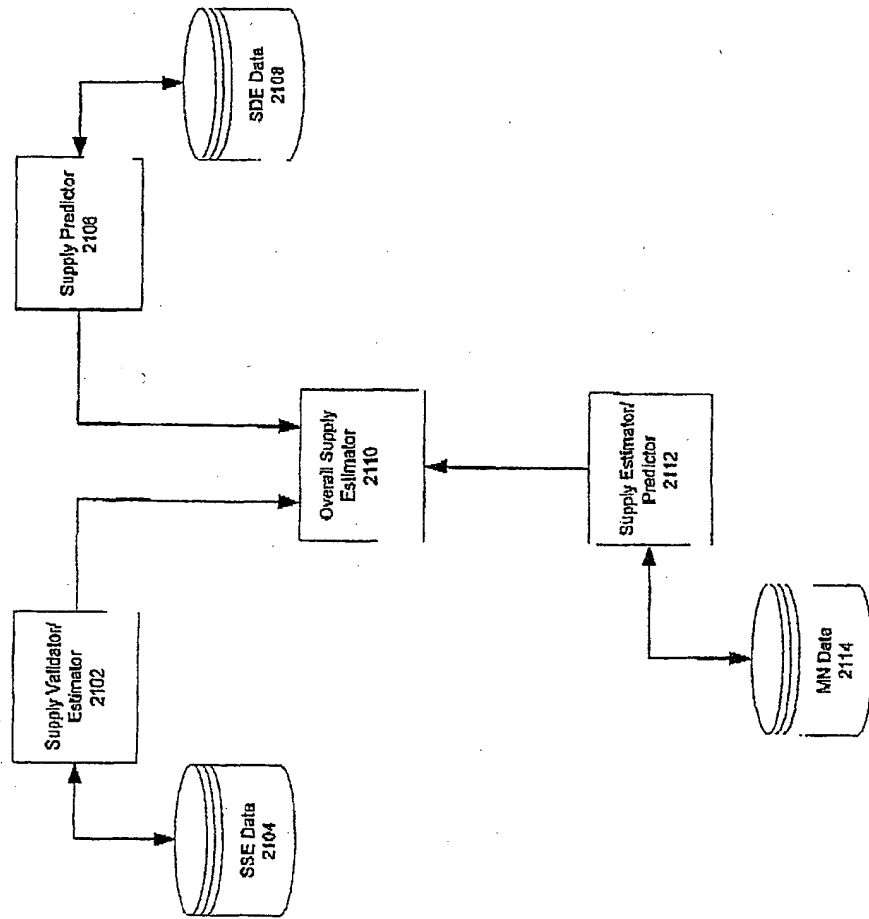 Supply Validator/
Estimator
2102
Supply Predictor
2106
SSE Data
2104
SDE Data
2108
Overall Supply
Estimator
2110
Supply Estimator/
Predictor
2112
MN Data
2114